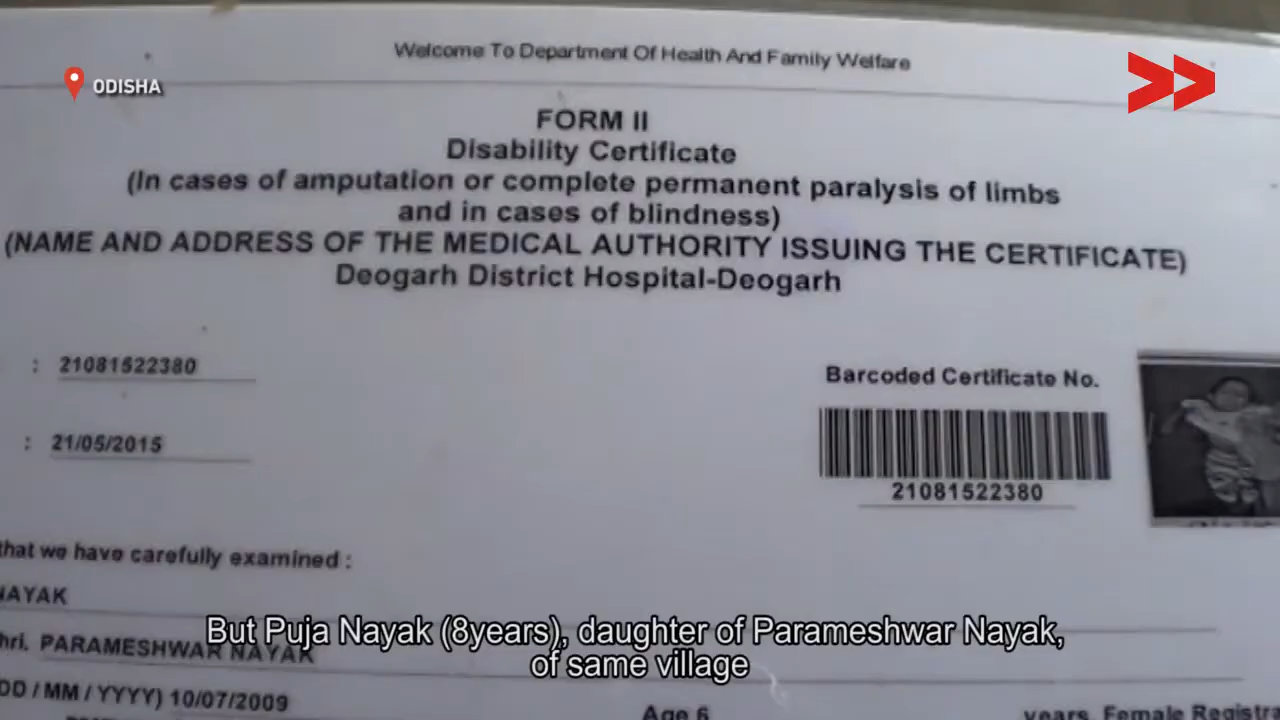 Welcome To Department Of Health And Family Welfare
ODISHA
FORM II
Disability Certificate
(In cases of amputation or complete permanent paralysis of limbs
and in cases of blindness)
(NAME AND ADDRESS OF THE MEDICAL AUTHORITY ISSUING THE CERTIFICATE)
Deogarh District Hospital-Deogarh
: 21081522380
Barcoded Certificate No.
: 21/05/2015
21081522380
that we have carefully examined :
NAYAK
hri. PARAMESHWAR NAYAK
But Puja Nayak (8years), daughter of Parameshwar Nayak,
of same village
DD / MM / YYYY) 10/07/2009
Age 6 years, Female Registra